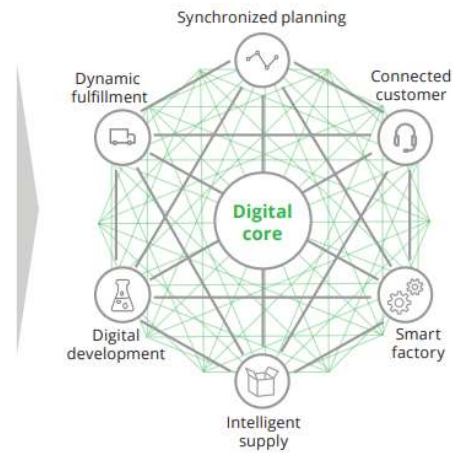 Synchronized planning
Dynamic
fulfillment
Connected
customer
Digital
core
Digital
development
Smart
factory
Intelligent
supply